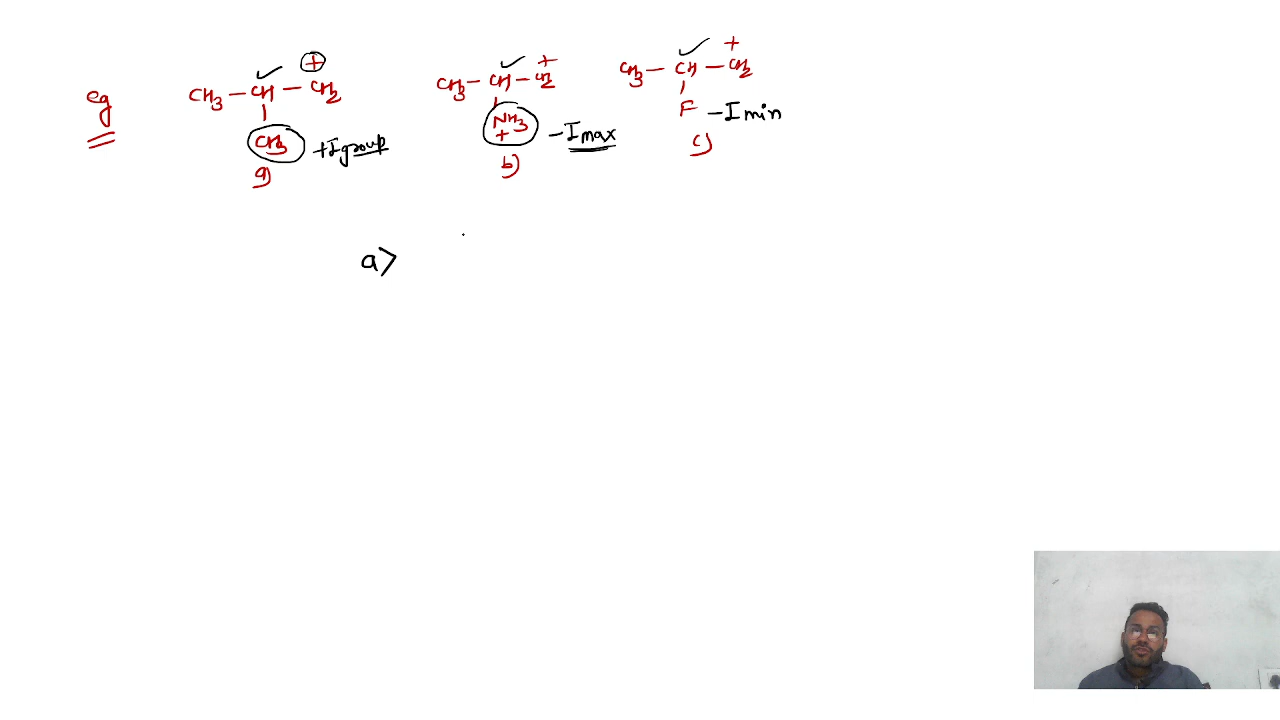 eg
CH3 – CH – CH2 +
CH3 +I group
a)
CH3 – CH – CH2 +
NH3 + –I max
b)
CH3 – CH – CH2 +
F –I min
c)
a>